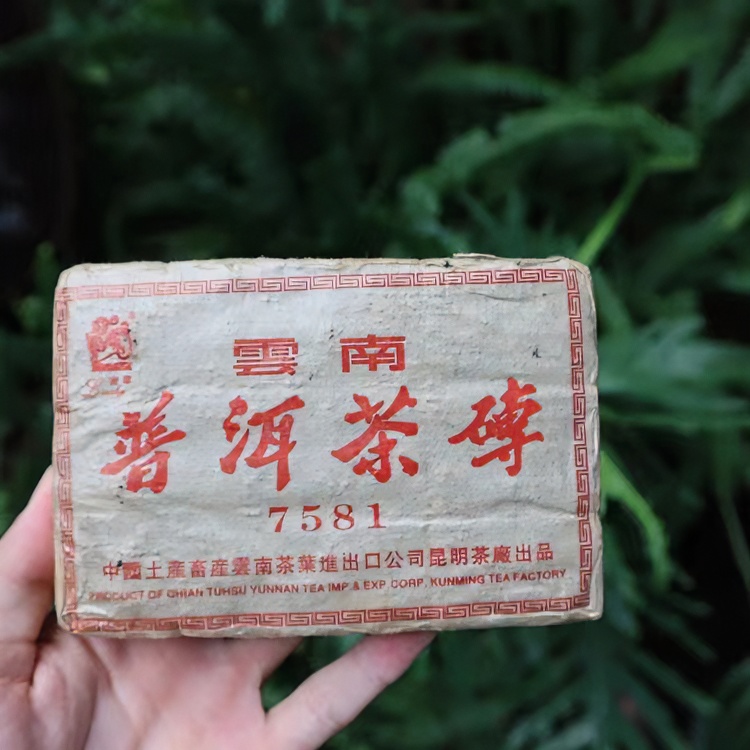 雲南
普洱茶磚
7581
中國土產畜產雲南茶葉進出口公司昆明茶廠出品
PRODUCT OF CHIAN TUHSU YUNNAN TEA IMP & EXP CORP, KUNMING TEA FACTORY